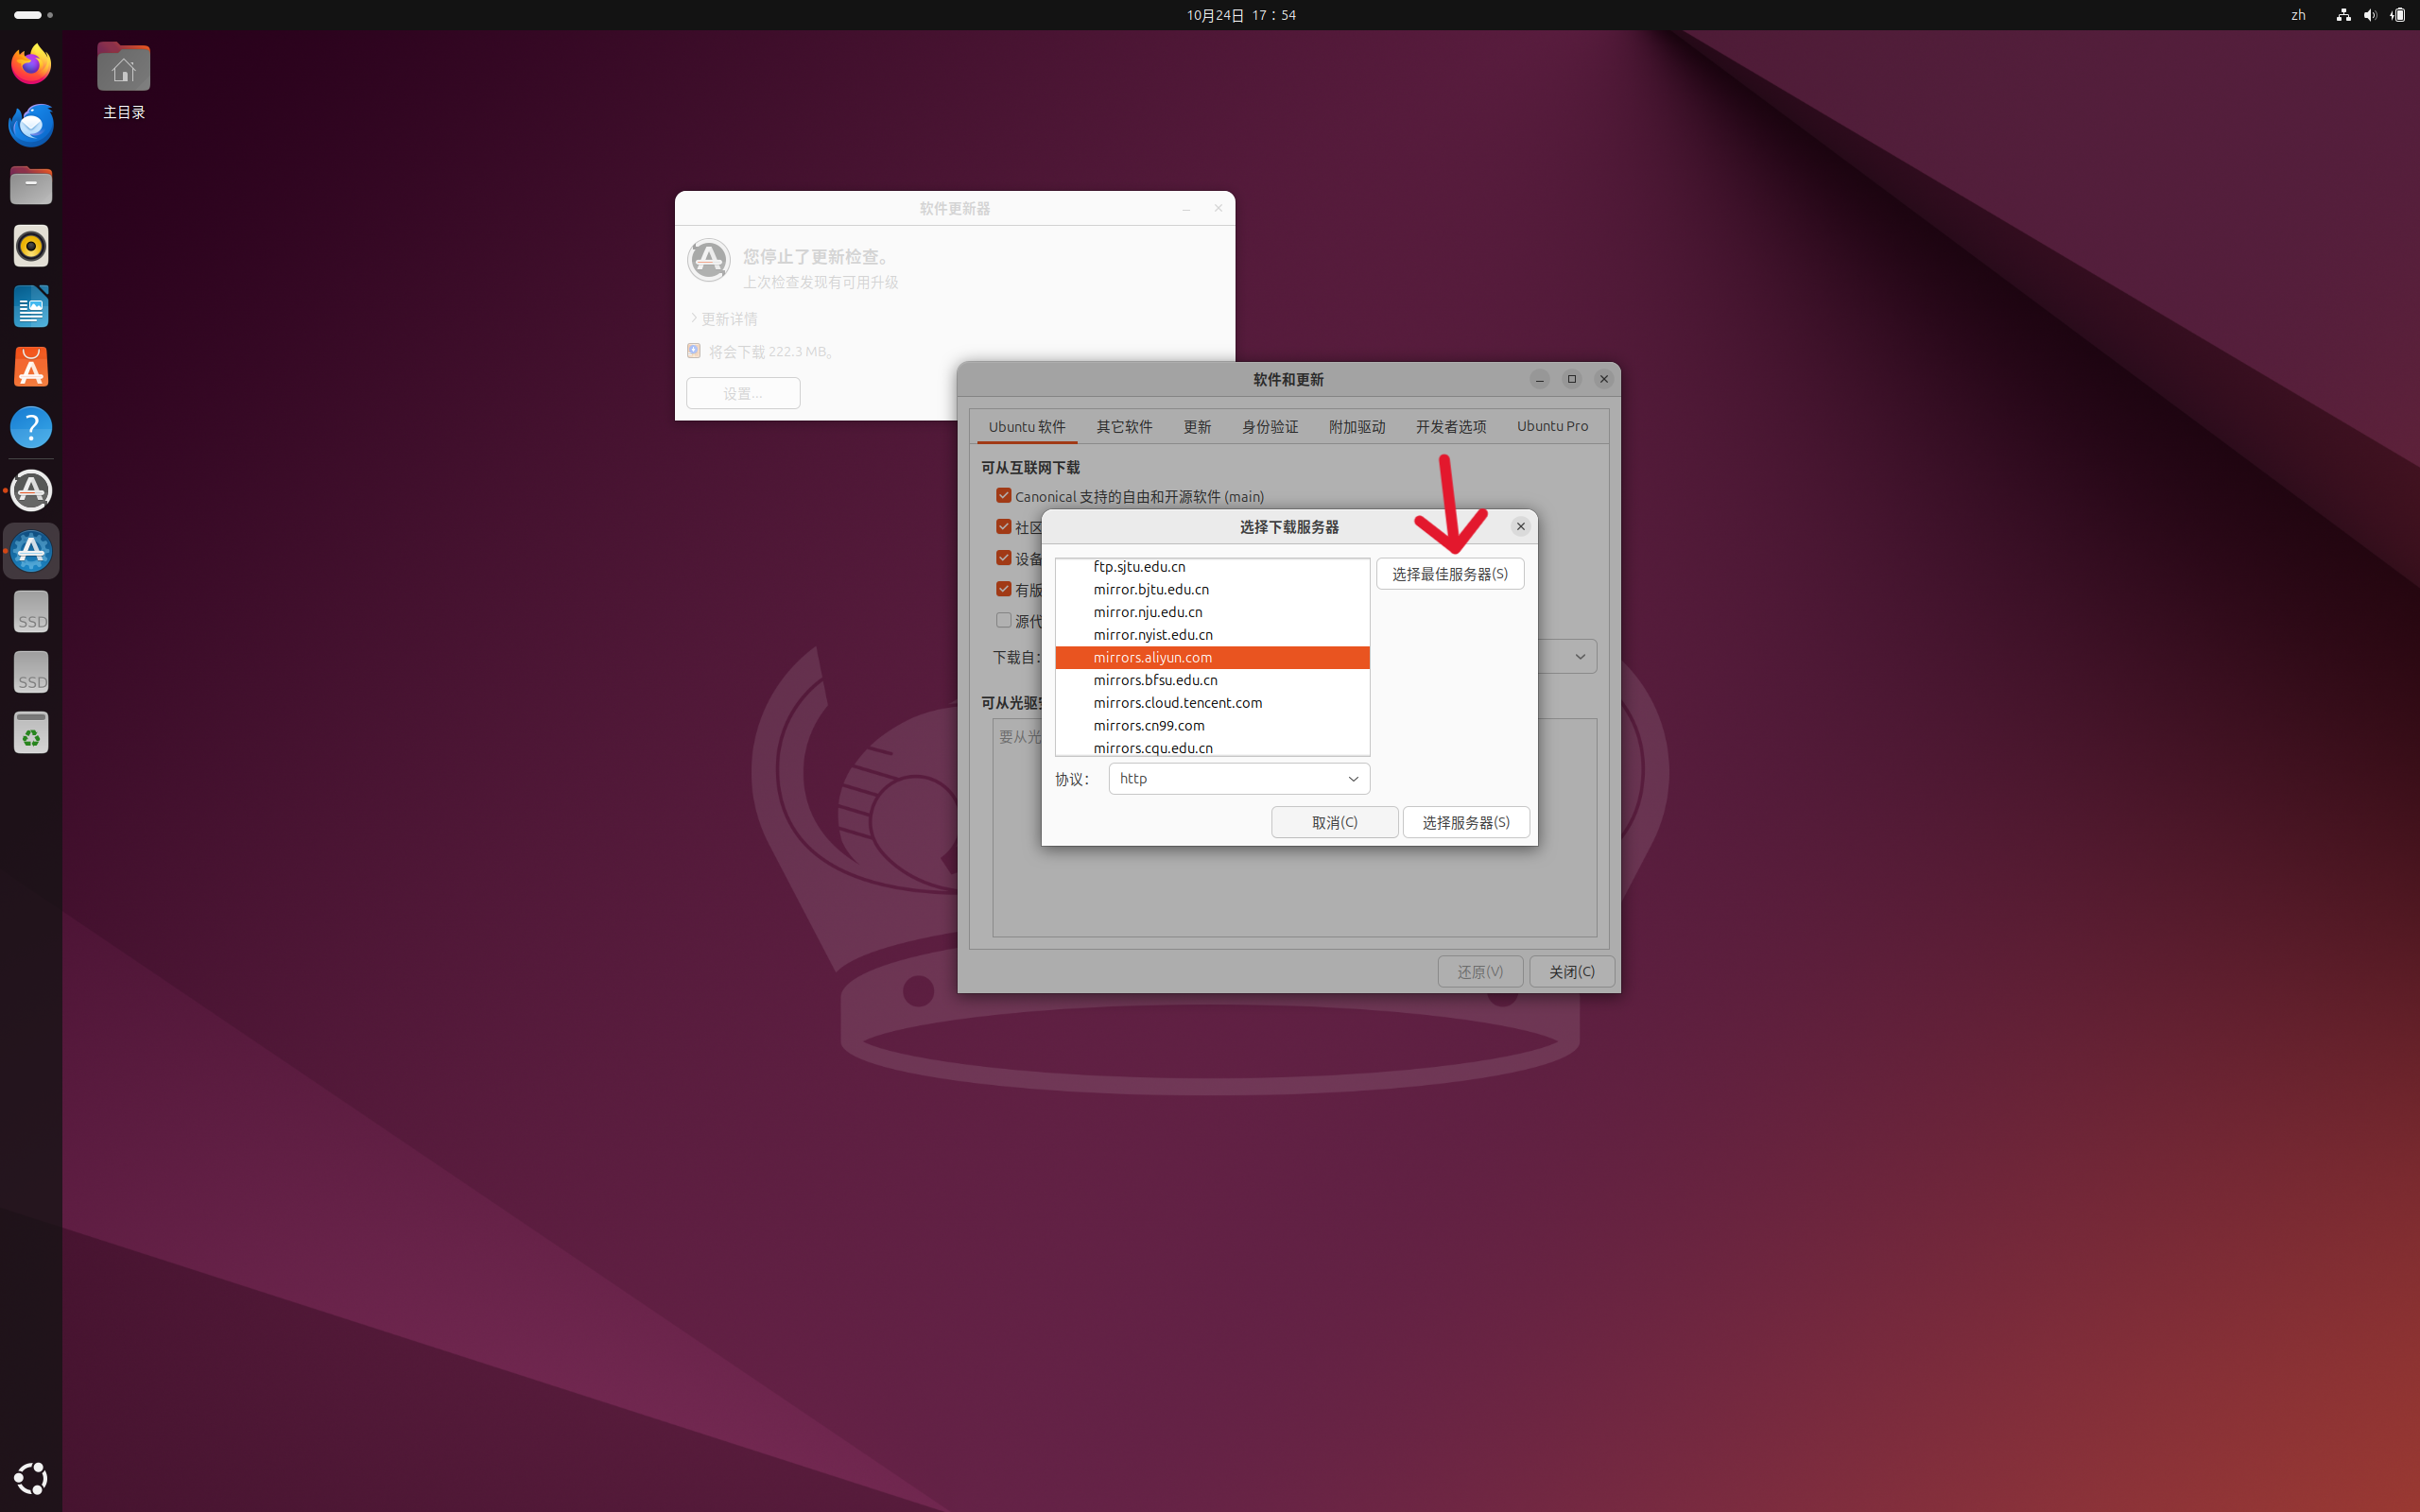 10月24日 17：54
zh
主目录
软件更新器
您停止了更新检查。
上次检查发现有可用升级
更新详情
将会下载 222.3 MB。
设置...
软件和更新
Ubuntu 软件 其它软件 更新 身份验证 附加驱动 开发者选项 Ubuntu Pro
可从互联网下载
Canonical 支持的自由和开源软件 (main)
社区
设备
有版
源代
下载自：
可从光驱
要从光
选择下载服务器
ftp.sjtu.edu.cn
mirror.bjtu.edu.cn
mirror.nju.edu.cn
mirror.nyist.edu.cn
mirrors.aliyun.com
mirrors.bfsu.edu.cn
mirrors.cloud.tencent.com
mirrors.cn99.com
mirrors.cqu.edu.cn
选择最佳服务器(S)
协议： http
取消(C) 选择服务器(S)
还原(V) 关闭(C)
SSD
SSD